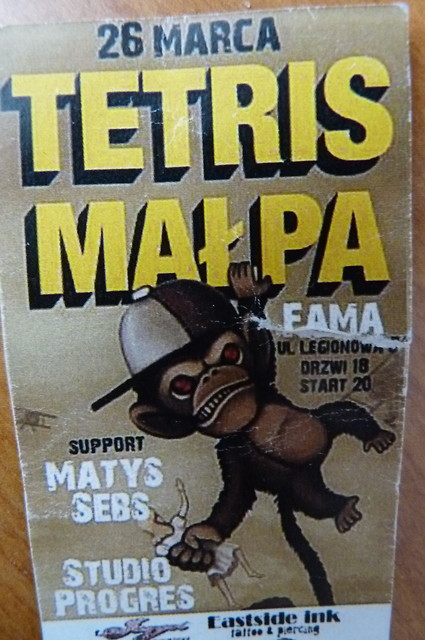 26 MARCA
TETRIS
MAŁPA
FAMA
UL LEGIONOWA
DRZWI 18
START 20
SUPPORT
MATYS
SEBS
STUDIO
PROGRES
Eastside ink
tattoo & piercing